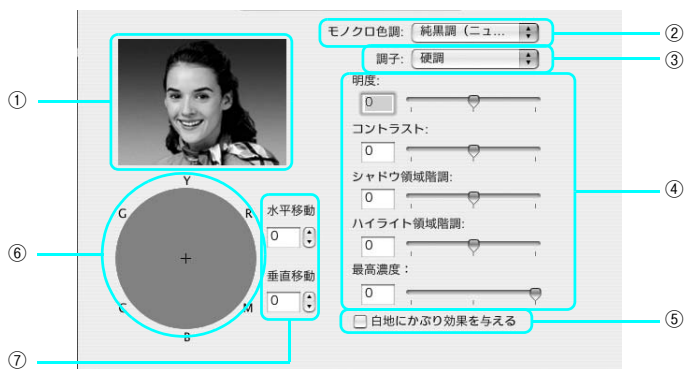 ① モノクロ色調: 純黒調（ニュ... ②
調子: 硬調 ③
明度:
0
コントラスト:
0
シャドウ領域階調:
0 ④
ハイライト領域階調:
0
最高濃度：
0
白地にかぶり効果を与える ⑤
Y
G R
C M
B
⑥
水平移動
0
垂直移動
0
⑦